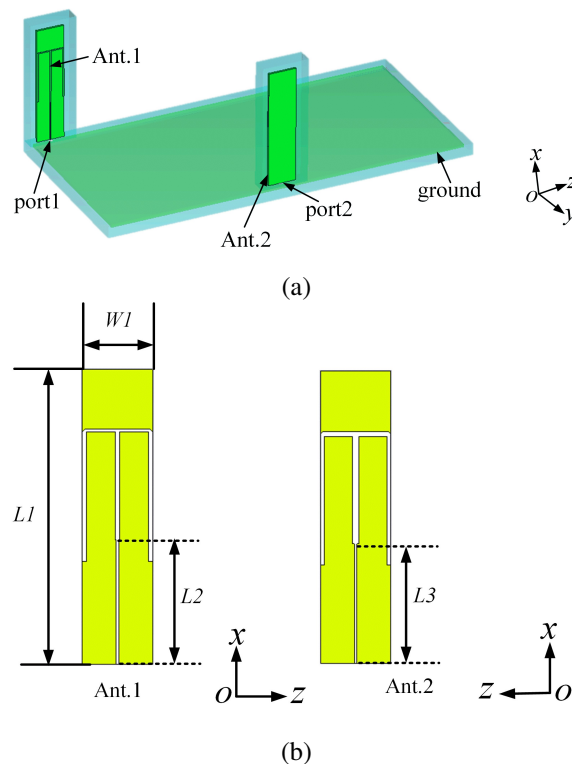 Ant.1
x
z
o
y
port1
port2
ground
Ant.2
(a)
W1
L1
L2
L3
x
x
Ant.1
o
z
Ant.2
z
o
(b)